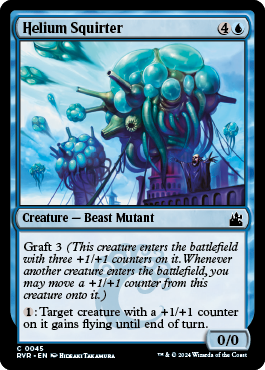 Helium Squirter 4
Creature — Beast Mutant
Graft 3 (This creature enters the battlefield
with three +1/+1 counters on it. Whenever
another creature enters the battlefield, you
may move a +1/+1 counter from this
creature onto it.)
1: Target creature with a +1/+1 counter
on it gains flying until end of turn.
0/0
C 0045
RVR • EN HIDEAKI TAKAMURA
™ & © 2024 Wizards of the Coast